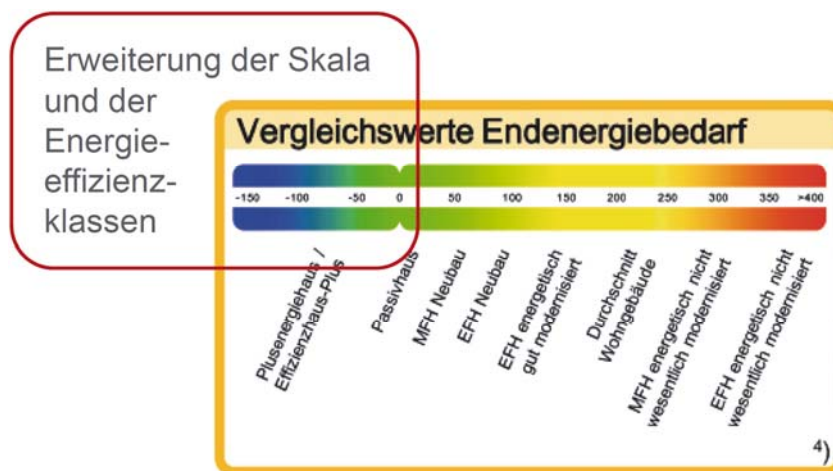 Erweiterung der Skala
und der
Energie-
effizienz-
klassen
Vergleichswerte Endenergiebedarf
-150 -100 -50 0 50 100 150 200 250 300 350 >400
Plusenergiehaus /
Effizienzhaus-Plus
Passivhaus
MFH Neubau
EFH Neubau
EFH energetisch
gut modernisiert
Durchschnitt
Wohngebäude
MFH energetisch nicht
wesentlich modernisiert
EFH energetisch nicht
wesentlich modernisiert
4)